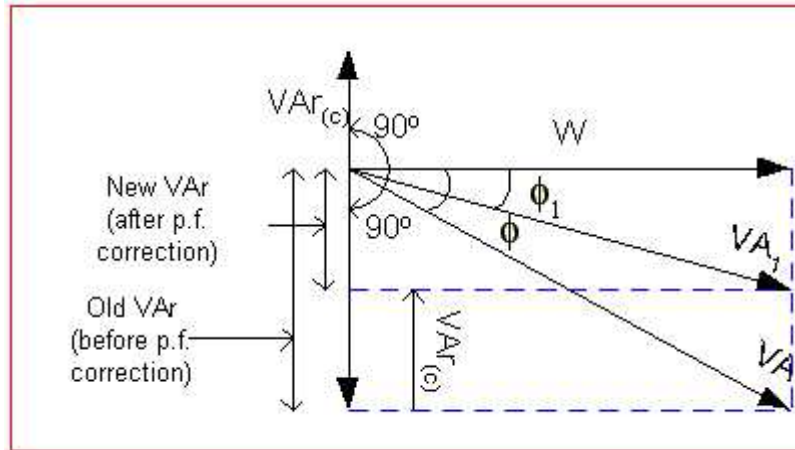 VAr(c)
90º
W
New VAr
(after p.f.
correction)
90º
ϕ1
ϕ
VA1
Old VAr
(before p.f.
correction)
VAr(c)
VA